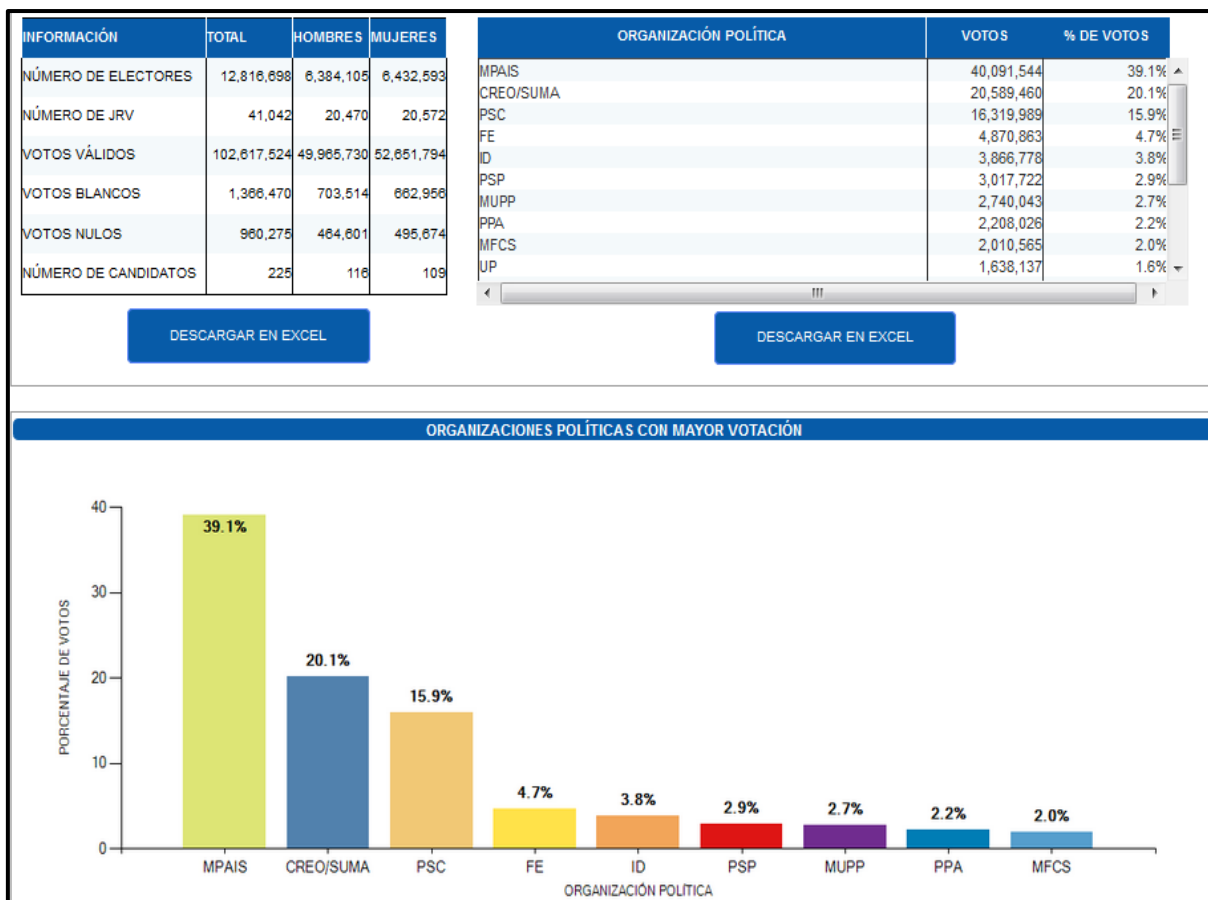 INFORMACIÓN TOTAL HOMBRES MUJERES
NÚMERO DE ELECTORES 12,816,698 6,384,105 6,432,593
NÚMERO DE JRV 41,042 20,470 20,572
VOTOS VÁLIDOS 102,617,524 49,965,730 52,651,794
VOTOS BLANCOS 1,366,470 703,514 662,956
VOTOS NULOS 960,275 464,601 495,674
NÚMERO DE CANDIDATOS 225 116 109
DESCARGAR EN EXCEL
ORGANIZACIÓN POLÍTICA VOTOS % DE VOTOS
MPAIS 40,091,544 39.1%
CREO/SUMA 20,589,460 20.1%
PSC 16,319,989 15.9%
FE 4,870,863 4.7%
ID 3,866,778 3.8%
PSP 3,017,722 2.9%
MUPP 2,740,043 2.7%
PPA 2,208,026 2.2%
MFCS 2,010,565 2.0%
UP 1,638,137 1.6%
DESCARGAR EN EXCEL
ORGANIZACIONES POLÍTICAS CON MAYOR VOTACIÓN
PORCENTAJE DE VOTOS
40
30
20
10
0
39.1%
20.1%
15.9%
4.7%
3.8%
2.9%
2.7%
2.2%
2.0%
MPAIS CREO/SUMA PSC FE ID PSP MUPP PPA MFCS
ORGANIZACIÓN POLÍTICA